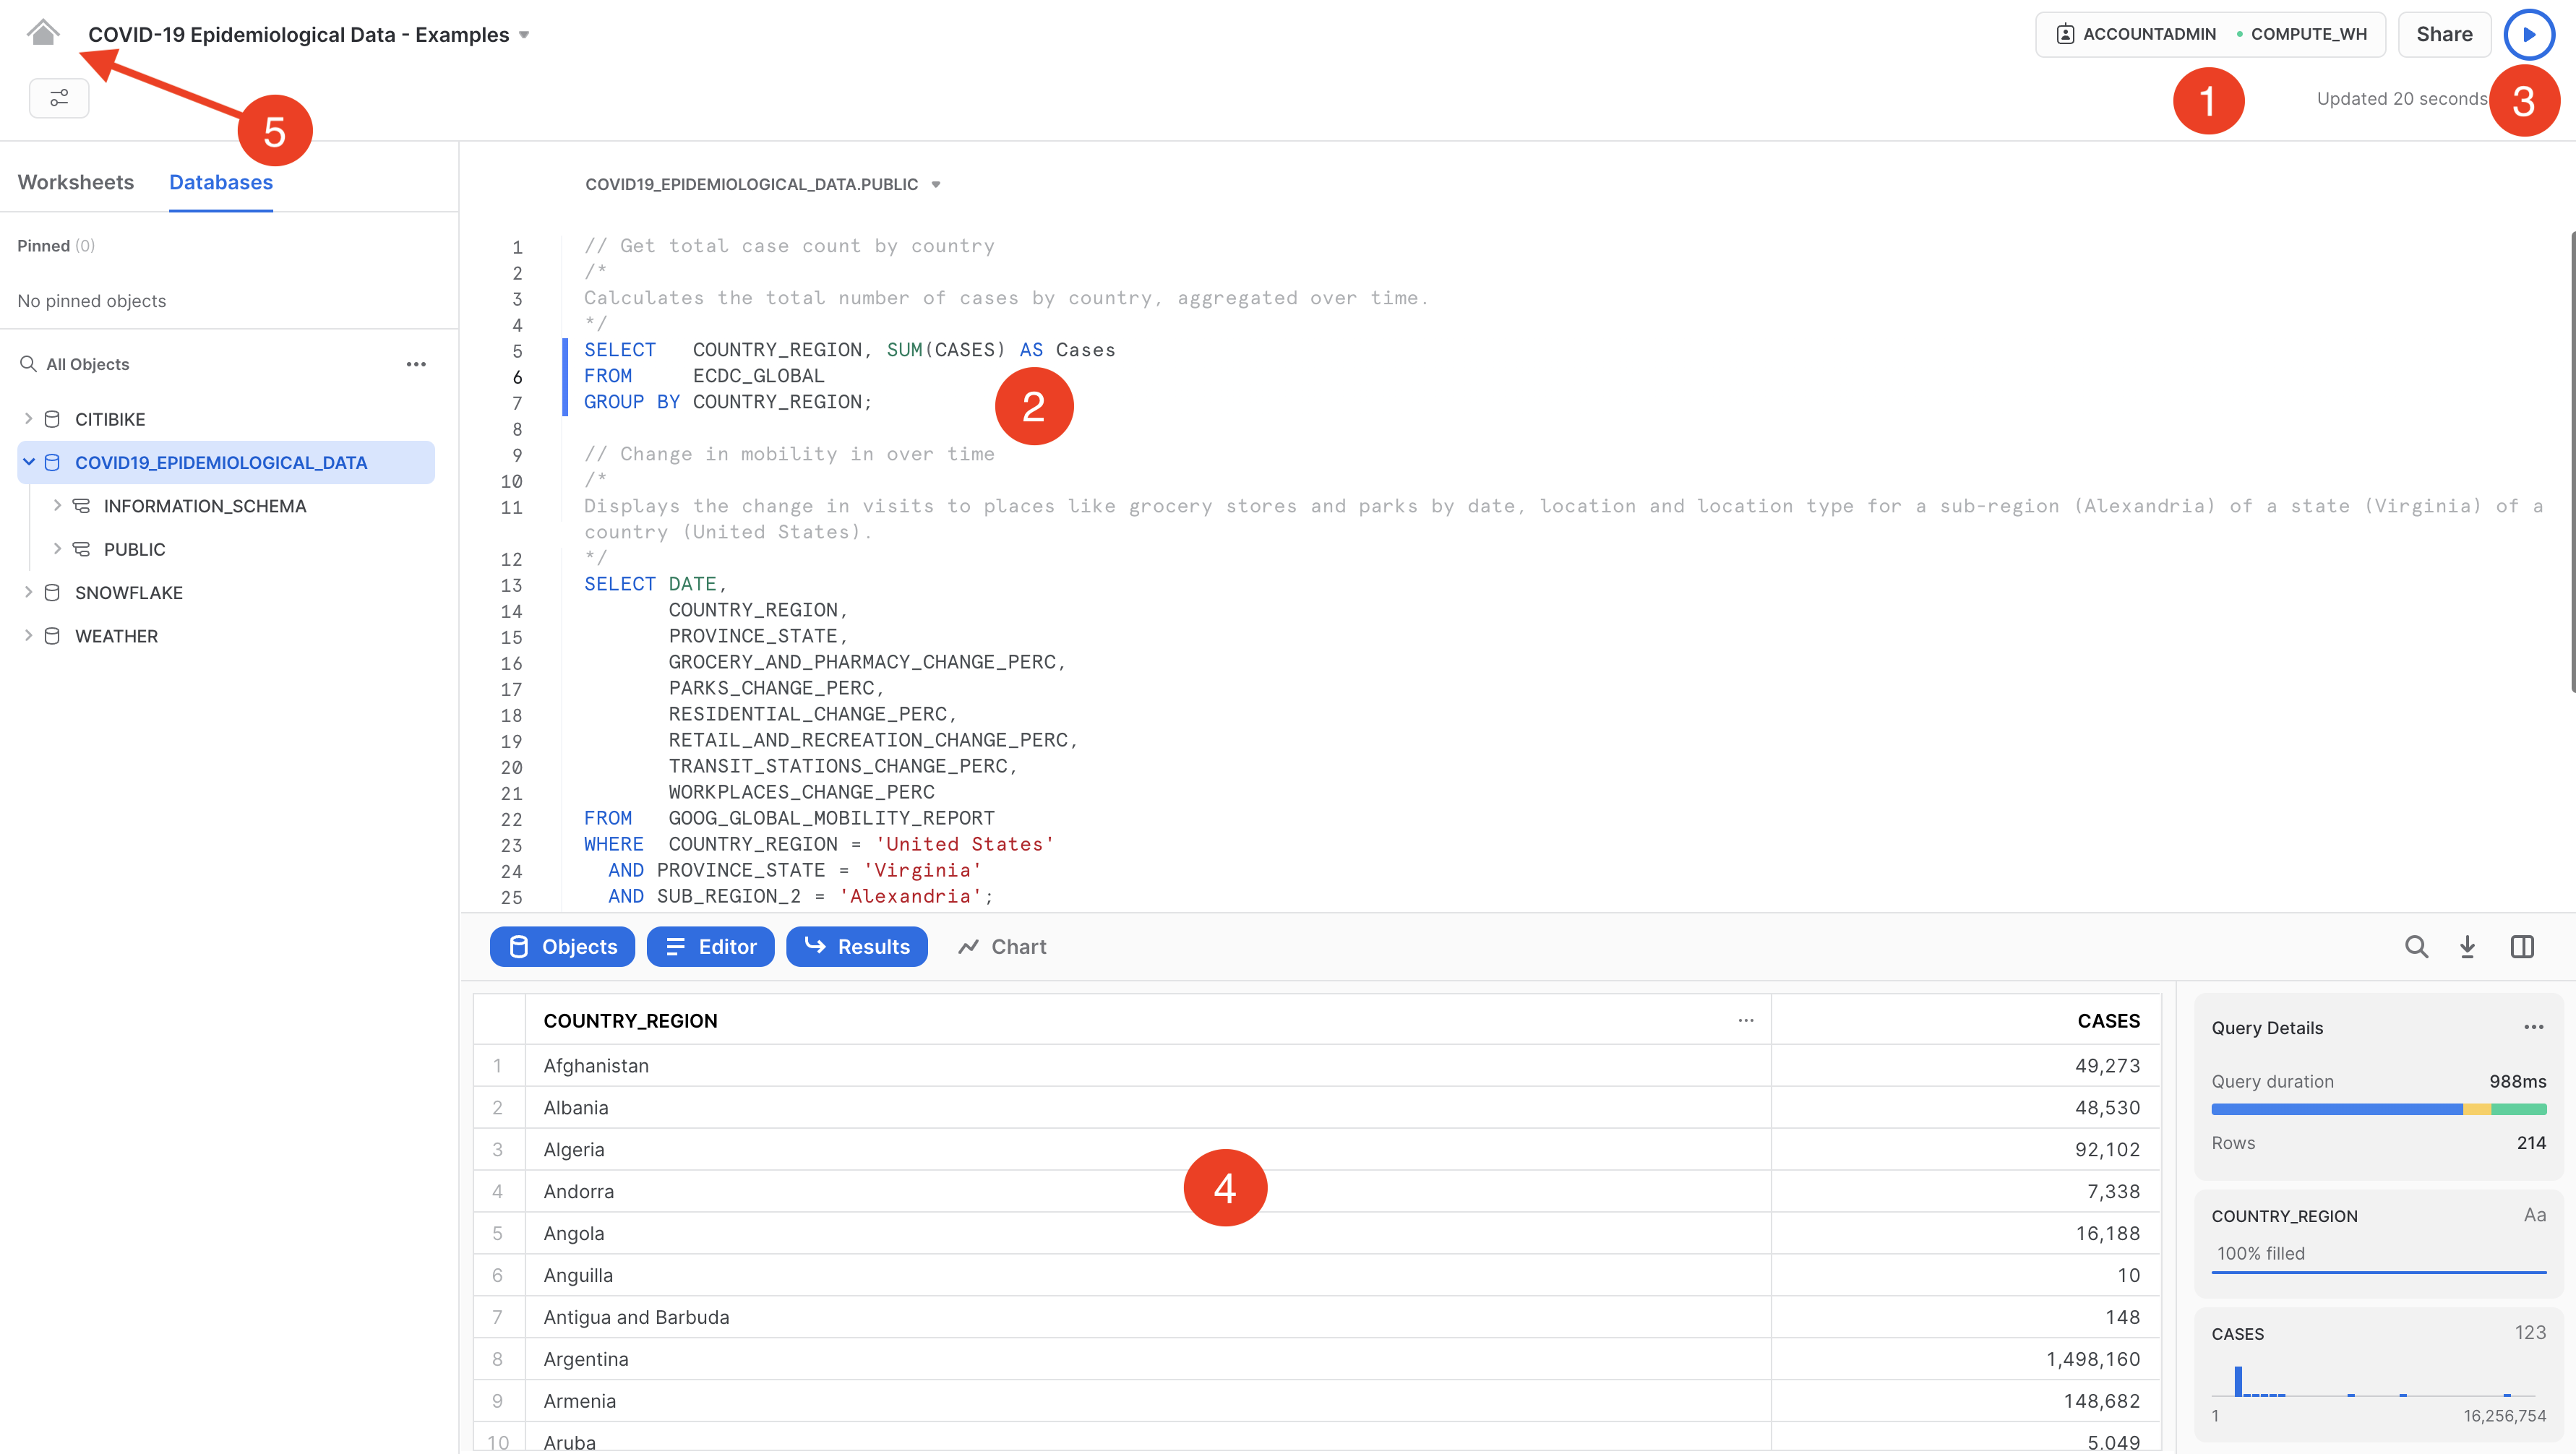 COVID-19 Epidemiological Data - Examples
ACCOUNTADMIN COMPUTE_WH
Share
5
1
Updated 20 seconds
3
Worksheets
Databases
Pinned (0)
No pinned objects
All Objects
CITIBIKE
COVID19_EPIDEMIOLOGICAL_DATA
INFORMATION_SCHEMA
PUBLIC
SNOWFLAKE
WEATHER
COVID19_EPIDEMIOLOGICAL_DATA.PUBLIC
1 // Get total case count by country
2 /*
3 Calculates the total number of cases by country, aggregated over time.
4 */
5 SELECT COUNTRY_REGION, SUM(CASES) AS Cases
6 FROM ECDC_GLOBAL
7 GROUP BY COUNTRY_REGION;
2
8
9 // Change in mobility in over time
10 /*
11 Displays the change in visits to places like grocery stores and parks by date, location and location type for a sub-region (Alexandria) of a state (Virginia) of a
country (United States).
12 */
13 SELECT DATE,
14 COUNTRY_REGION,
15 PROVINCE_STATE,
16 GROCERY_AND_PHARMACY_CHANGE_PERC,
17 PARKS_CHANGE_PERC,
18 RESIDENTIAL_CHANGE_PERC,
19 RETAIL_AND_RECREATION_CHANGE_PERC,
20 TRANSIT_STATIONS_CHANGE_PERC,
21 WORKPLACES_CHANGE_PERC
22 FROM GOOG_GLOBAL_MOBILITY_REPORT
23 WHERE COUNTRY_REGION = 'United States'
24 AND PROVINCE_STATE = 'Virginia'
25 AND SUB_REGION_2 = 'Alexandria';
Objects
Editor
Results
Chart
COUNTRY_REGION ... CASES
1 Afghanistan 49,273
2 Albania 48,530
3 Algeria 92,102
4 Andorra 7,338
5 Angola 16,188
6 Anguilla 10
7 Antigua and Barbuda 148
8 Argentina 1,498,160
9 Armenia 148,682
10 Aruba 5,049
4
Query Details
Query duration 988ms
Rows 214
COUNTRY_REGION Aa
100% filled
CASES 123
1 16,256,754